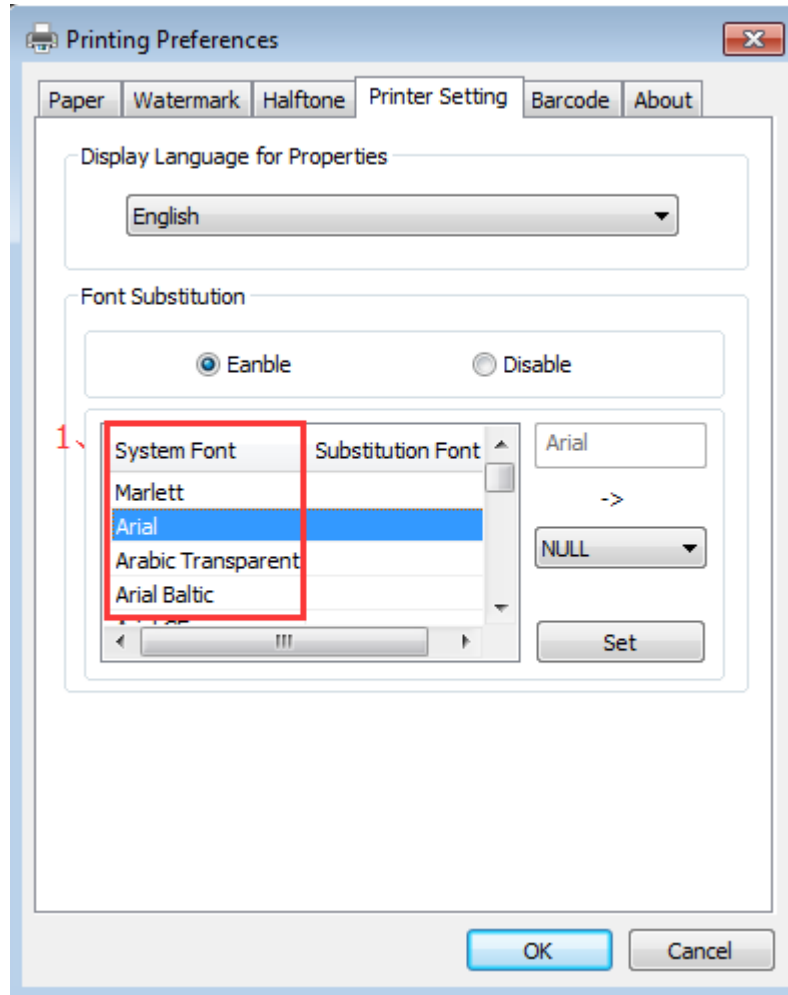 Printing Preferences
Paper Watermark Halftone Printer Setting Barcode About
Display Language for Properties
English
Font Substitution
Eanble Disable
1、
System Font Substitution Font
Marlett
Arial
Arabic Transparent
Arial Baltic
Arial
->
NULL
Set
OK Cancel